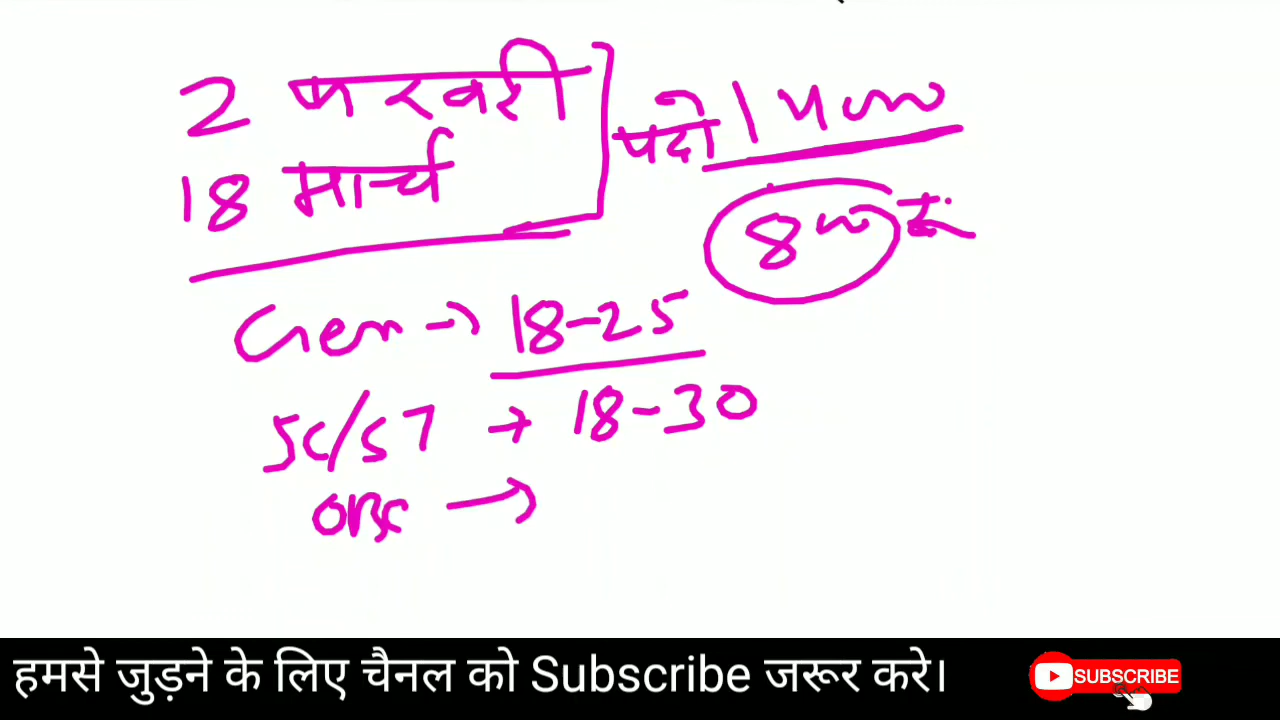 2 फरवरी
18 मार्च
पदो
800
Gen → 18-25
SC/ST → 18-30
OBC →
हमसे जुड़ने के लिए चैनल को Subscribe जरूर करे।
SUBSCRIBE